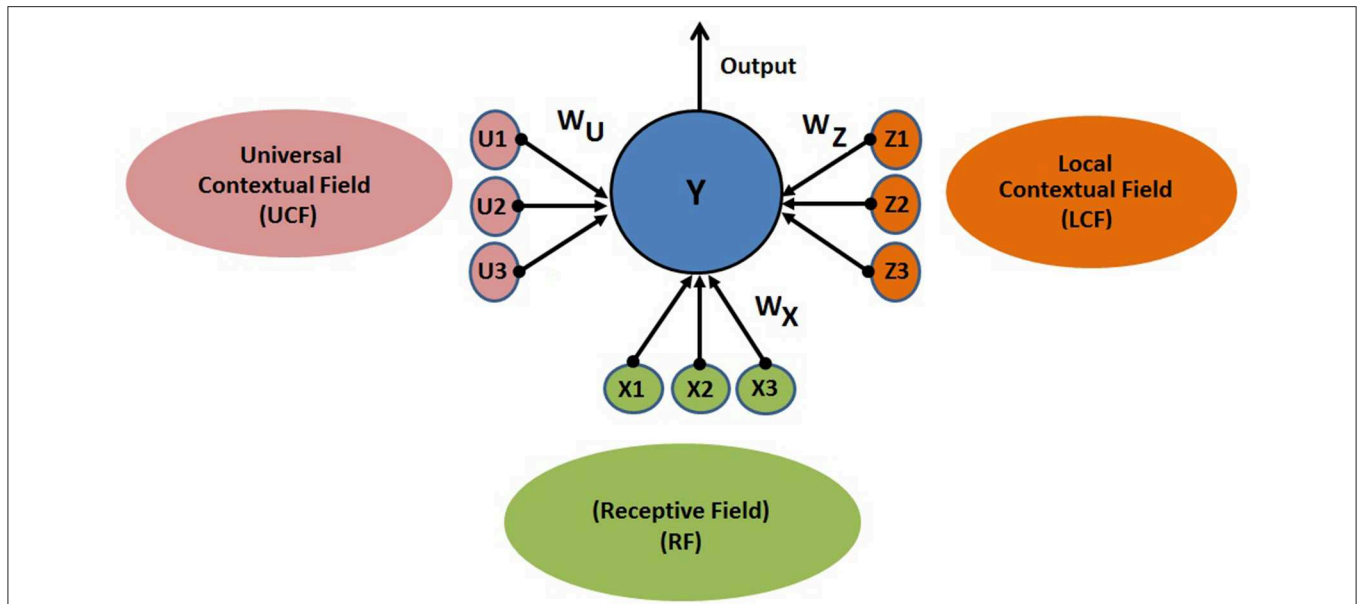 Output
W_U
W_Z
U1
U2
U3
Universal
Contextual Field
(UCF)
Y
Z1
Z2
Z3
Local
Contextual Field
(LCF)
W_X
X1
X2
X3
(Receptive Field)
(RF)